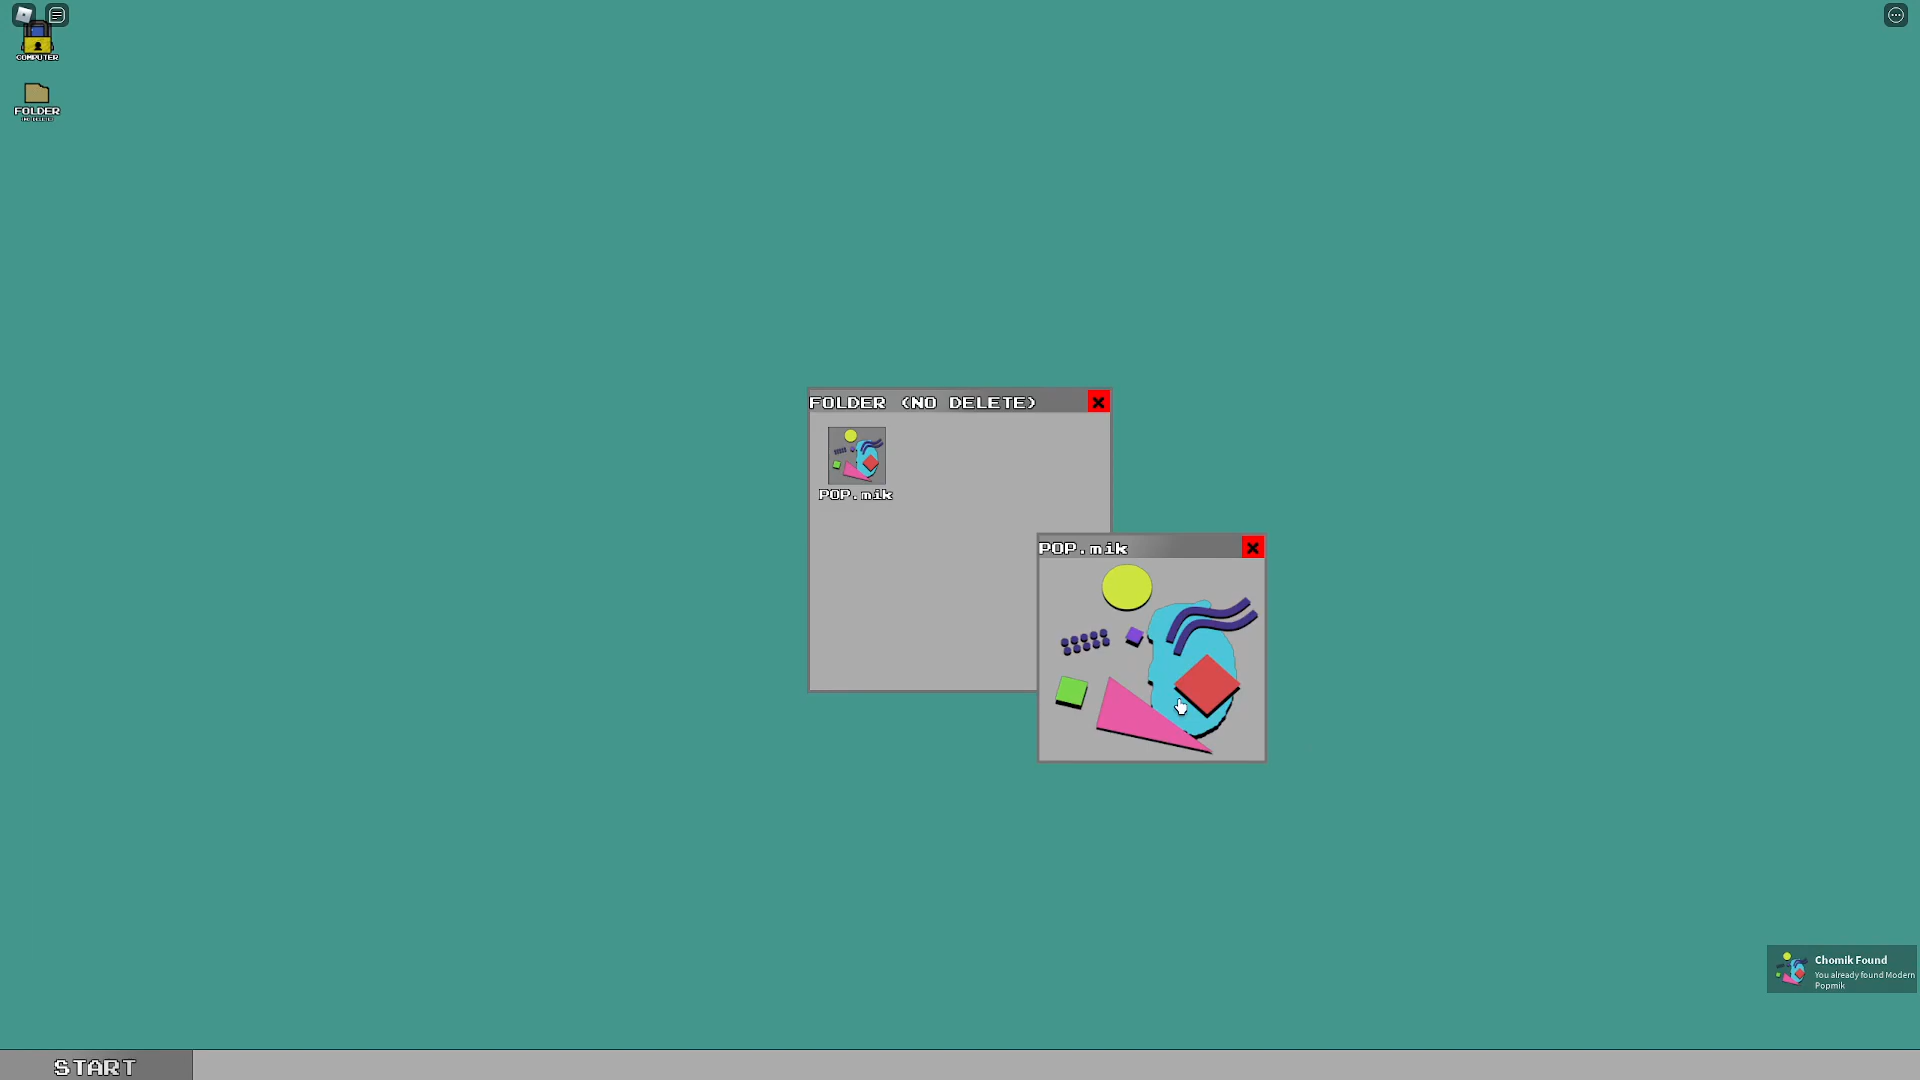 COMPUTER
FOLDER
FOLDER (NO DELETE)
POP.mik
POP.mik
Chomik Found
You already found Modern
Popmik
START